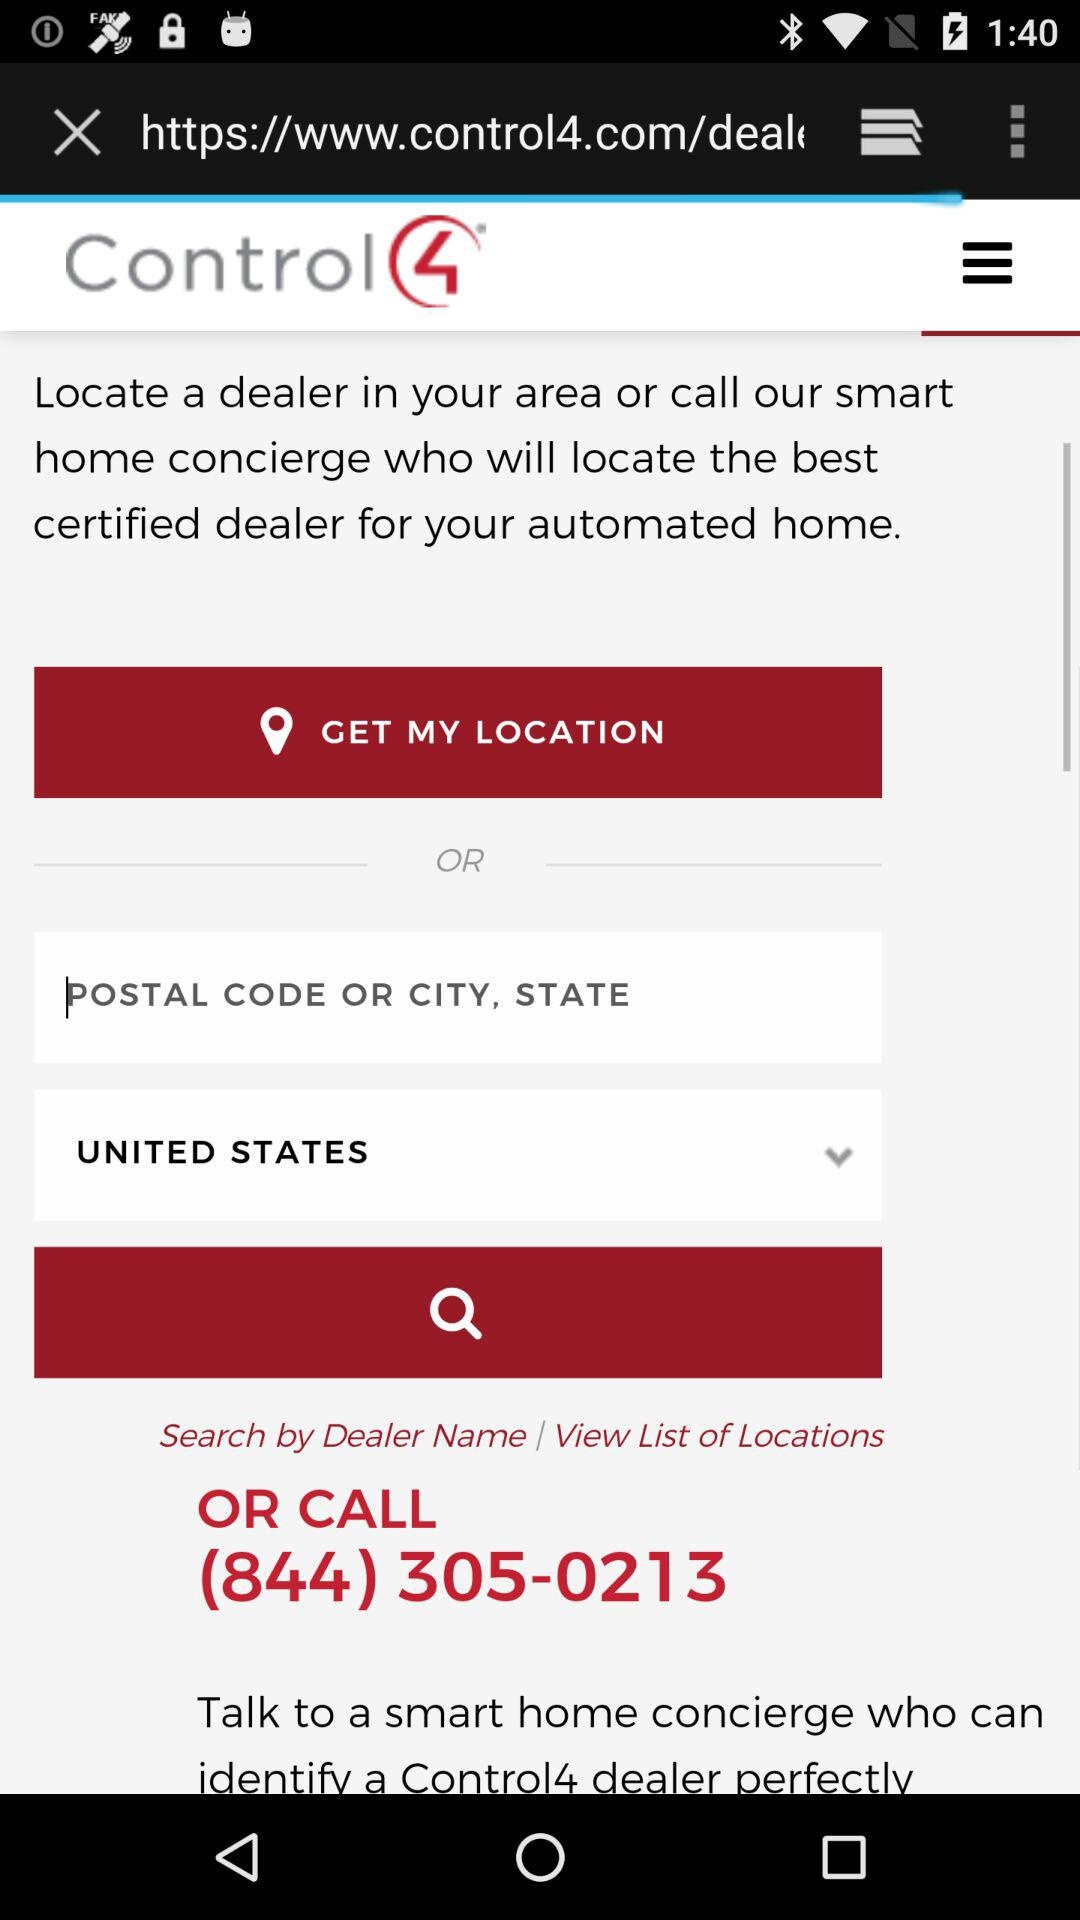 FAKE
1:40
https://www.control4.com/deale
Control4
Locate a dealer in your area or call our smart
home concierge who will locate the best
certified dealer for your automated home.
GET MY LOCATION
OR
POSTAL CODE OR CITY, STATE
UNITED STATES
Search by Dealer Name | View List of Locations
OR CALL
(844) 305-0213
Talk to a smart home concierge who can
identify a Control4 dealer perfectly